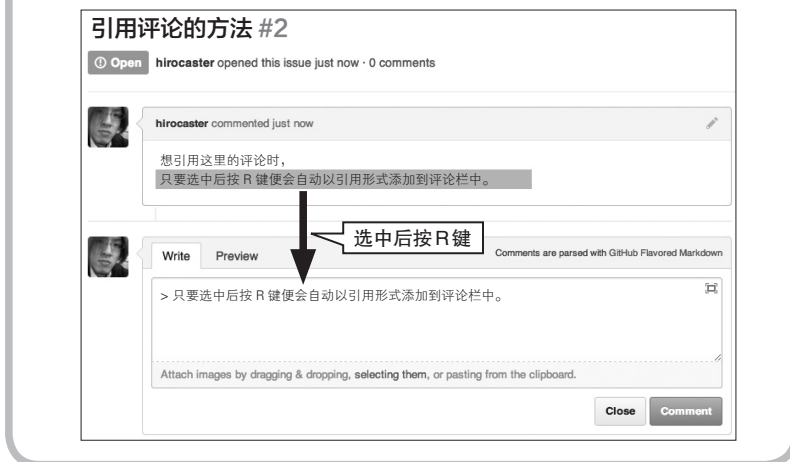 引用评论的方法 #2
Open hirocaster opened this issue just now · 0 comments
hirocaster commented just now
想引用这里的评论时，
只要选中后按 R 键便会自动以引用形式添加到评论栏中。
选中后按R键
Write Preview Comments are parsed with GitHub Flavored Markdown
> 只要选中后按 R 键便会自动以引用形式添加到评论栏中。
Attach images by dragging & dropping, selecting them, or pasting from the clipboard.
Close Comment